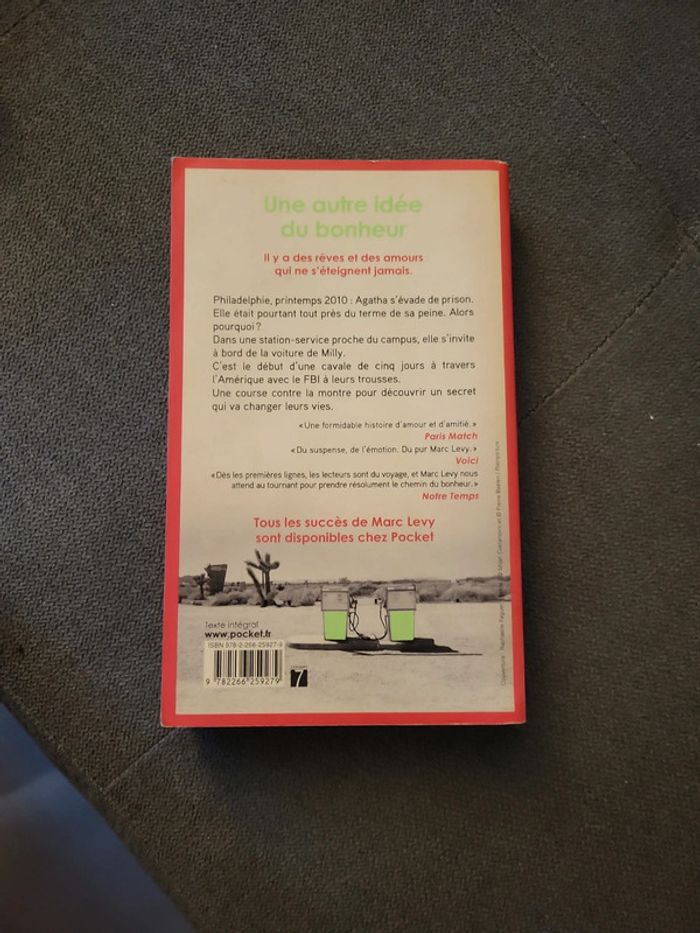 Une autre idée
du bonheur
Il y a des rêves et des amours
qui ne s'éteignent jamais.
Philadelphie, printemps 2010 : Agatha s'évade de prison.
Elle était pourtant tout près du terme de sa peine. Alors
pourquoi ?
Dans une station-service proche du campus, elle s'invite
à bord de la voiture de Milly.
C'est le début d'une cavale de cinq jours à travers
l'Amérique avec le FBI à leurs trousses.
Une course contre la montre pour découvrir un secret
qui va changer leurs vies.
« Une formidable histoire d'amour et d'amitié. »
Paris Match
« Du suspense, de l'émotion. Du pur Marc Levy. »
Voici
« Dès les premières lignes, les lecteurs sont du voyage, et Marc Levy nous
attend au tournant pour prendre résolument le chemin du bonheur. »
Notre Temps
Tous les succès de Marc Levy
sont disponibles chez Pocket
Texte intégral
www.pocket.fr
ISBN 978-2-266-25927-9
9 782266 259279
7